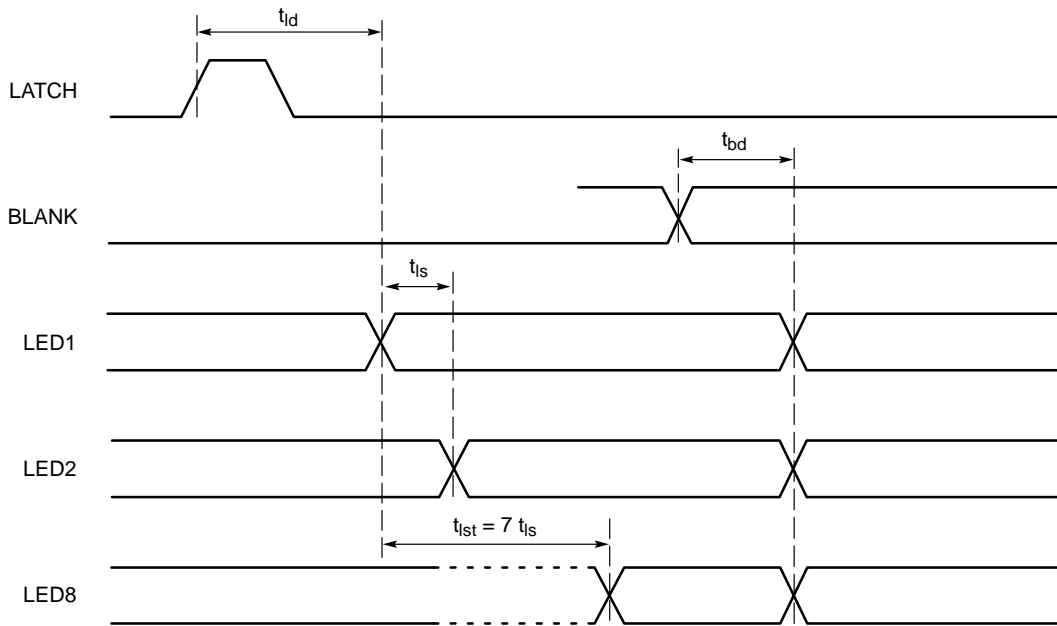 t_ld
LATCH
t_bd
BLANK
t_ls
LED1
LED2
t_lst = 7 t_ls
LED8